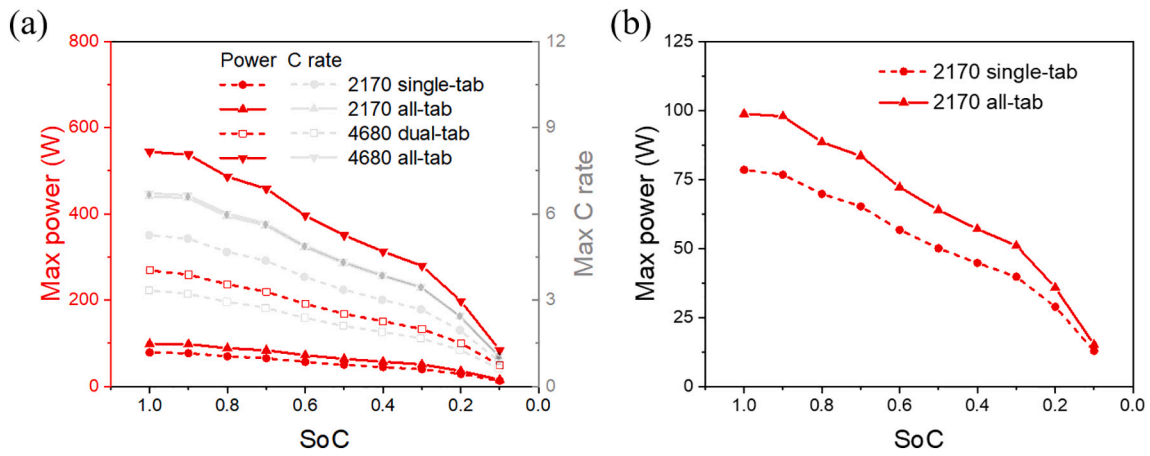 (a)
800
600
400
200
0
Max power (W)
Power C rate
2170 single-tab
2170 all-tab
4680 dual-tab
4680 all-tab
12
9
6
3
0
Max C rate
1.0 0.8 0.6 0.4 0.2 0.0
SoC
(b)
125
100
75
50
25
0
Max power (W)
2170 single-tab
2170 all-tab
1.0 0.8 0.6 0.4 0.2 0.0
SoC